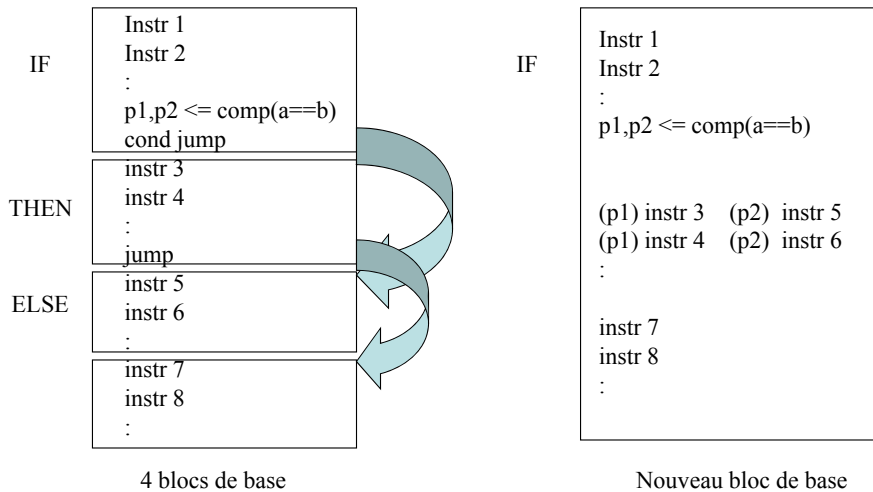 IF
Instr 1
Instr 2
:
p1,p2 <= comp(a==b)
cond jump
THEN
instr 3
instr 4
:
jump
ELSE
instr 5
instr 6
:
instr 7
instr 8
:
4 blocs de base
IF
Instr 1
Instr 2
:
p1,p2 <= comp(a==b)
(p1) instr 3 (p2) instr 5
(p1) instr 4 (p2) instr 6
:
instr 7
instr 8
:
Nouveau bloc de base